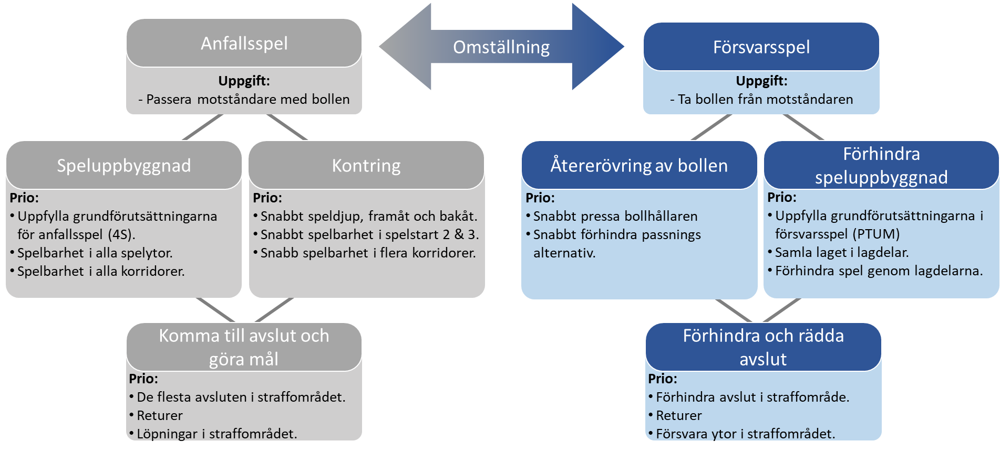 Anfallsspel
Uppgift:
- Passera motståndare med bollen
Omställning
Försvarsspel
Uppgift:
- Ta bollen från motståndaren
Speluppbyggnad
Prio:
• Uppfylla grundförutsättningarna
för anfallsspel (4S).
• Spelbarhet i alla spelytor.
• Spelbarhet i alla korridorer.
Kontring
Prio:
• Snabbt speldjup, framåt och bakåt.
• Snabbt spelbarhet i spelstart 2 & 3.
• Snabb spelbarhet i flera korridorer.
Återerövring av bollen
Prio:
• Snabbt pressa bollhållaren
• Snabbt förhindra passnings
alternativ.
Förhindra
speluppbyggnad
Prio:
• Uppfylla grundförutsättningarna i
försvarsspel (PTUM)
• Samla laget i lagdelar.
• Förhindra spel genom lagdelarna.
Komma till avslut och
göra mål
Prio:
• De flesta avsluten i straffområdet.
• Returer
• Löpningar i straffområdet.
Förhindra och rädda
avslut
Prio:
• Förhindra avslut i straffområde.
• Returer
• Försvara ytor i straffområdet.